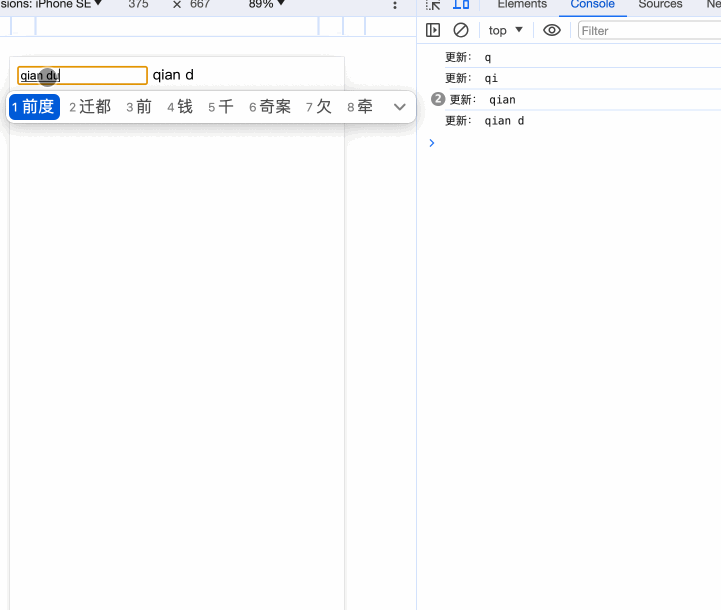 sions: iPhone SE ▼ 375 × 667 89% ▼
Elements Console Sources Ne
top ▼ Filter
qian du qian d
1 前度 2 迁都 3 前 4 钱 5 千 6 奇案 7 欠 8 牵
更新: q
更新: qi
2 更新: qian
更新: qian d